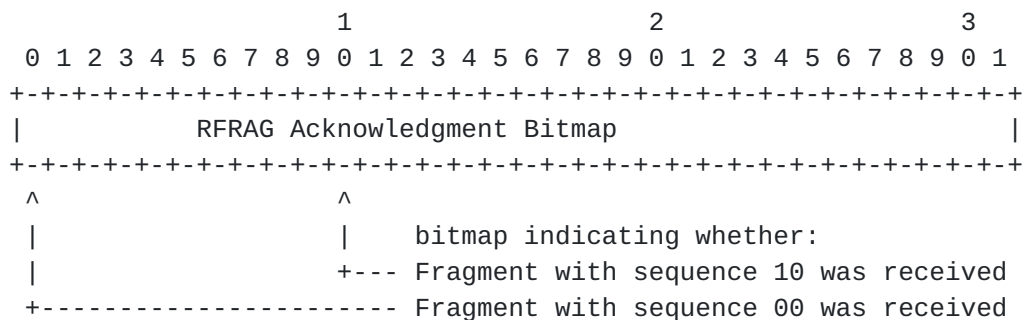 1                   2                   3
 0 1 2 3 4 5 6 7 8 9 0 1 2 3 4 5 6 7 8 9 0 1 2 3 4 5 6 7 8 9 0 1
+-+-+-+-+-+-+-+-+-+-+-+-+-+-+-+-+-+-+-+-+-+-+-+-+-+-+-+-+-+-+-+-+
|           RFRAG Acknowledgment Bitmap                         |
+-+-+-+-+-+-+-+-+-+-+-+-+-+-+-+-+-+-+-+-+-+-+-+-+-+-+-+-+-+-+-+-+
 ^                   ^
 |                   |    bitmap indicating whether:
 |                   +--- Fragment with sequence 10 was received
 +----------------------- Fragment with sequence 00 was received